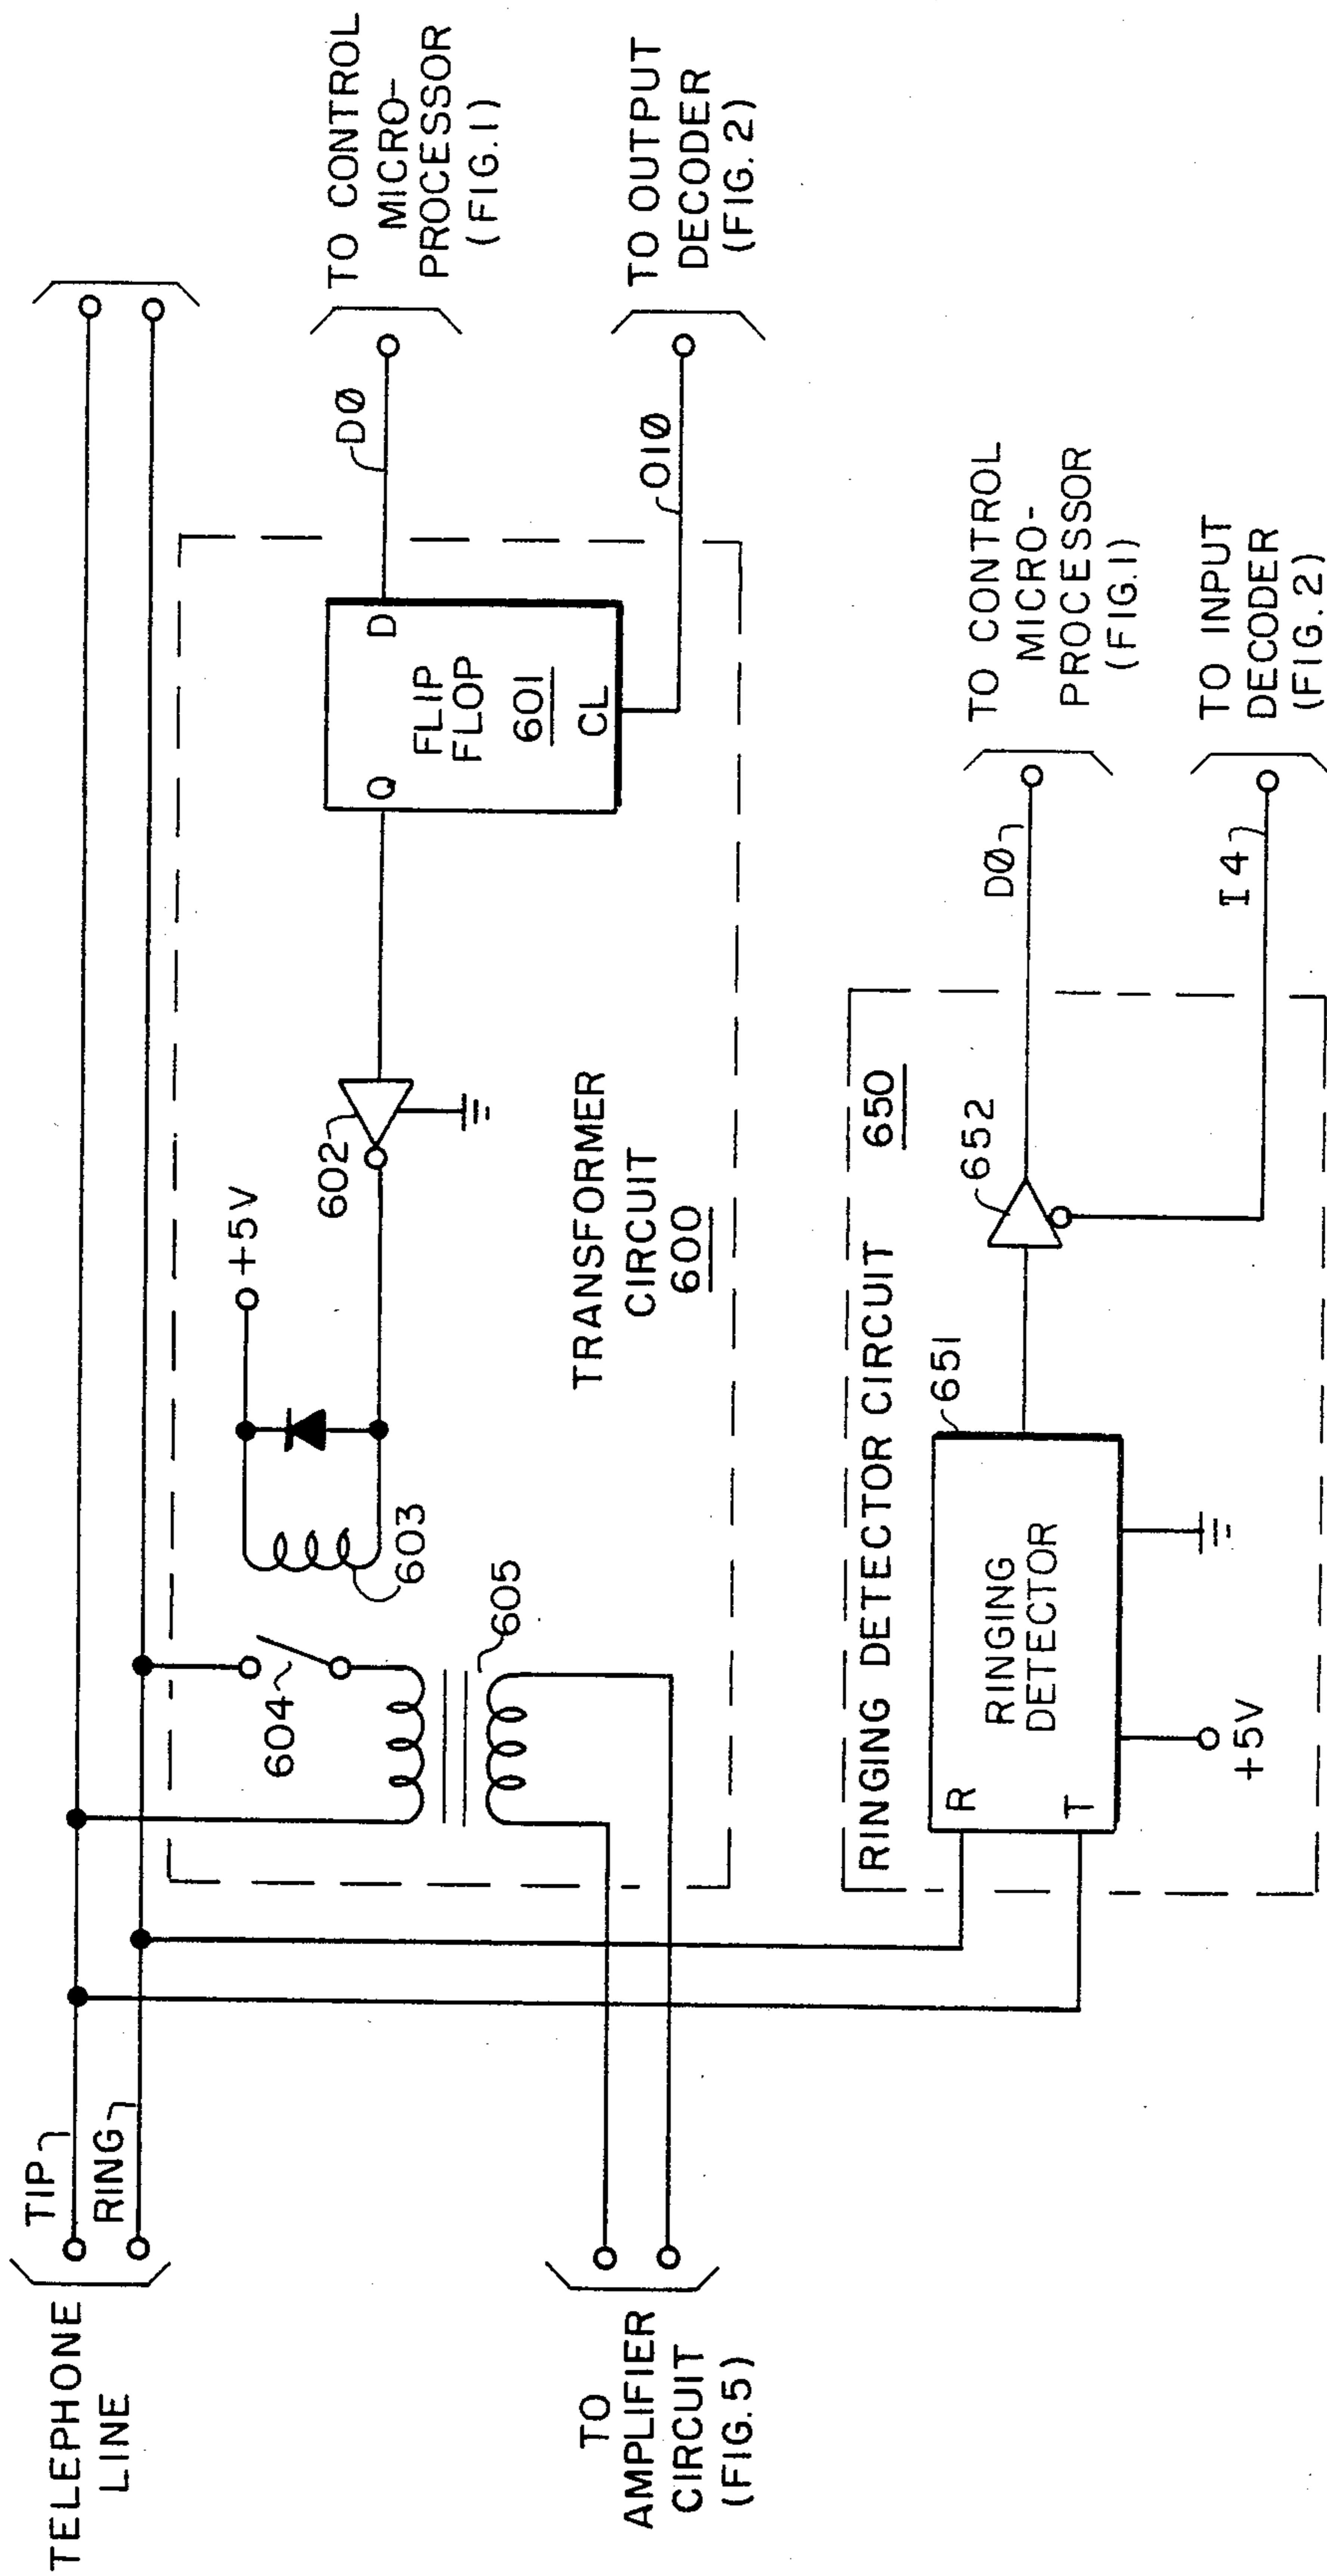 TELEPHONE
LINE
TIP
RING
TO
AMPLIFIER
CIRCUIT
(FIG. 5)
604
605
603
+5V
602
TRANSFORMER
CIRCUIT
600
Q
D
FLIP
FLOP
601
CL
DØ
O1Ø
TO CONTROL
MICRO-
PROCESSOR
(FIG. 1)
TO OUTPUT
DECODER
(FIG. 2)
RINGING DETECTOR CIRCUIT 650
R
T
RINGING
DETECTOR
651
+5V
652
DØ
I4
TO CONTROL
MICRO-
PROCESSOR
(FIG. 1)
TO INPUT
DECODER
(FIG. 2)